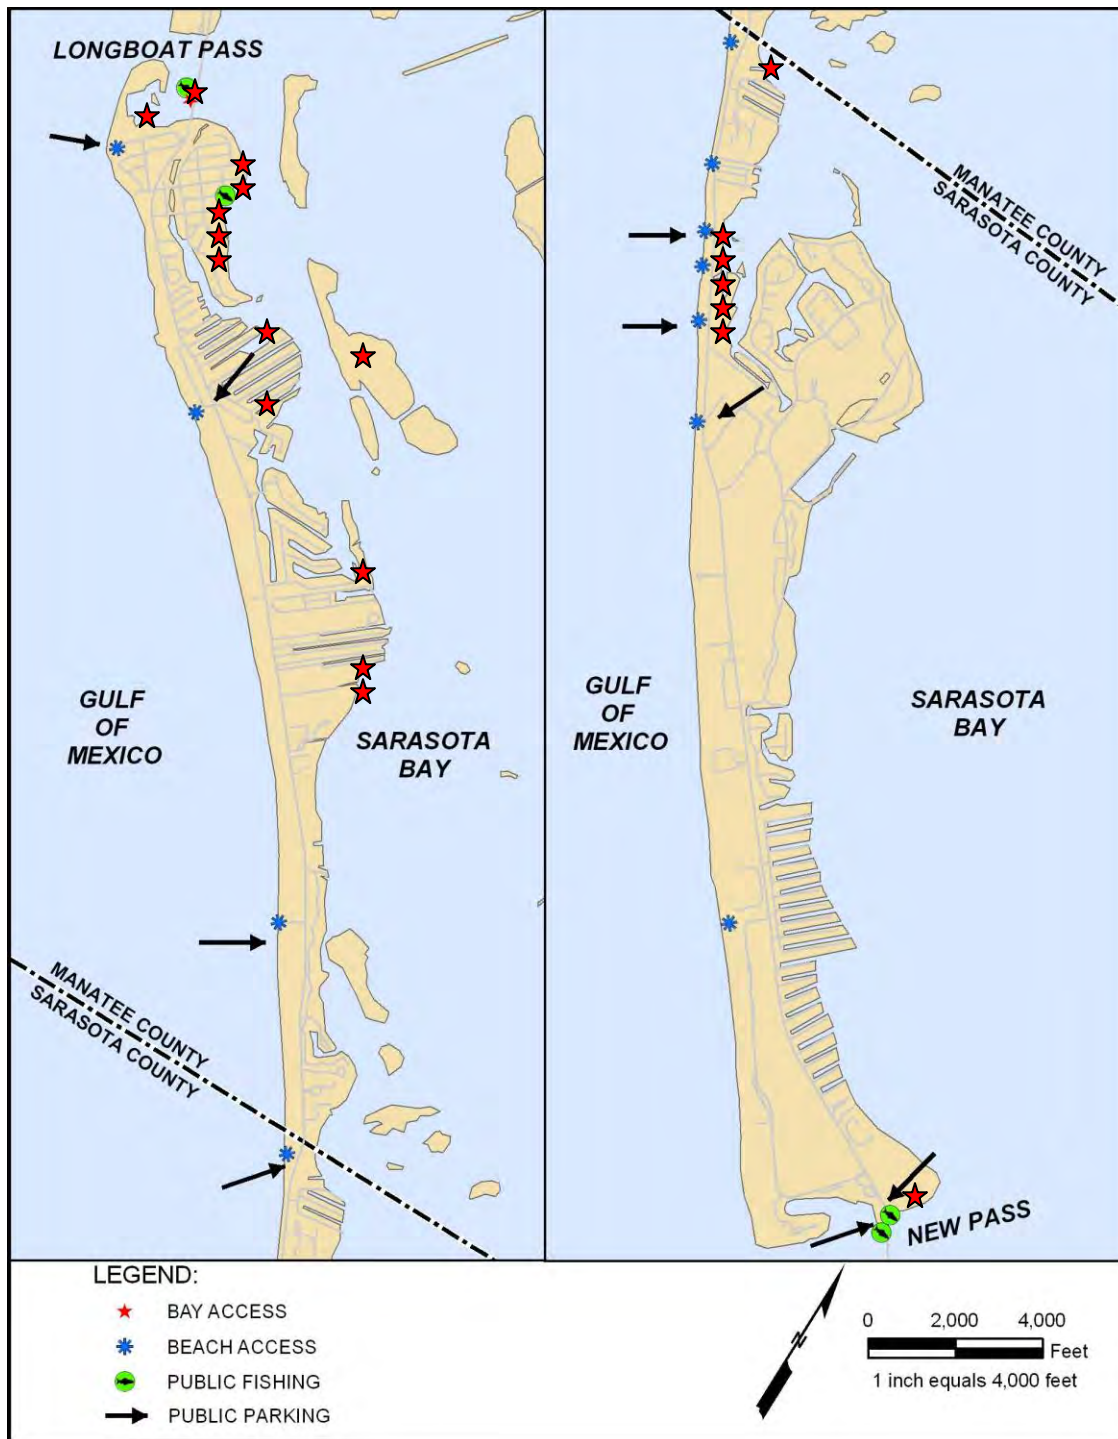 LONGBOAT PASS
GULF
OF
MEXICO
SARASOTA
BAY
MANATEE COUNTY
SARASOTA COUNTY
MANATEE COUNTY
SARASOTA COUNTY
GULF
OF
MEXICO
SARASOTA
BAY
NEW PASS
LEGEND:
BAY ACCESS
BEACH ACCESS
PUBLIC FISHING
PUBLIC PARKING
N
0 2,000 4,000
Feet
1 inch equals 4,000 feet